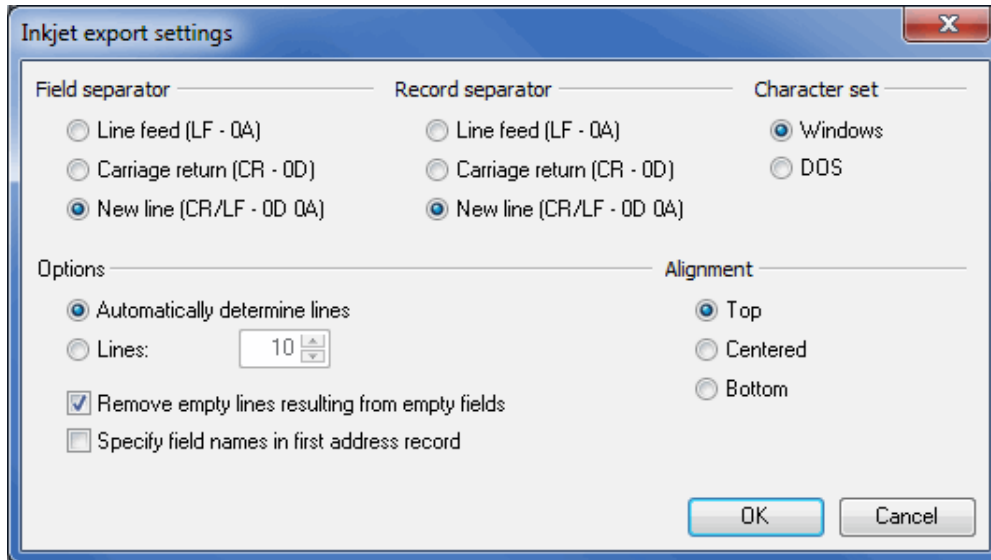 Inkjet export settings
Field separator
Line feed (LF - 0A)
Carriage return (CR - 0D)
New line (CR/LF - 0D 0A)
Record separator
Line feed (LF - 0A)
Carriage return (CR - 0D)
New line (CR/LF - 0D 0A)
Character set
Windows
DOS
Options
Automatically determine lines
Lines: 10
Remove empty lines resulting from empty fields
Specify field names in first address record
Alignment
Top
Centered
Bottom
OK
Cancel